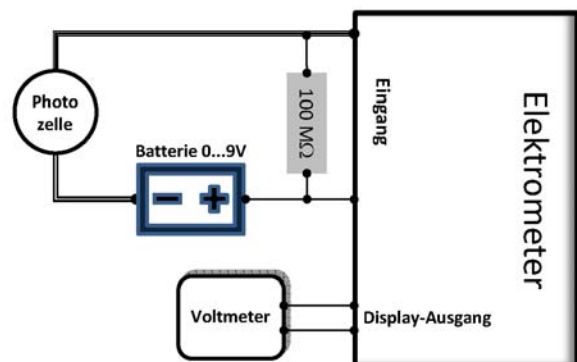 Photo
zelle
Batterie 0...9V
100 MΩ
Eingang
Elektrometer
Voltmeter
Display-Ausgang